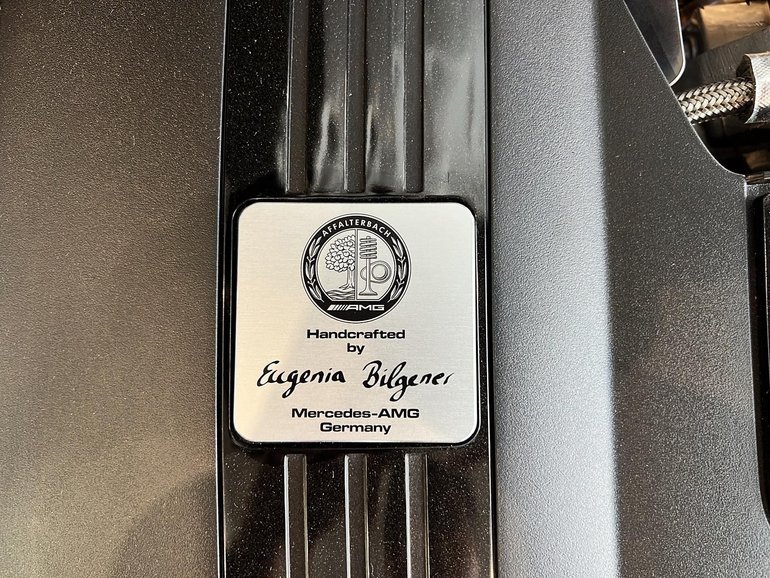 AFFALTERBACH
AMG
Handcrafted
by
Eugenia Bilgener
Mercedes-AMG
Germany